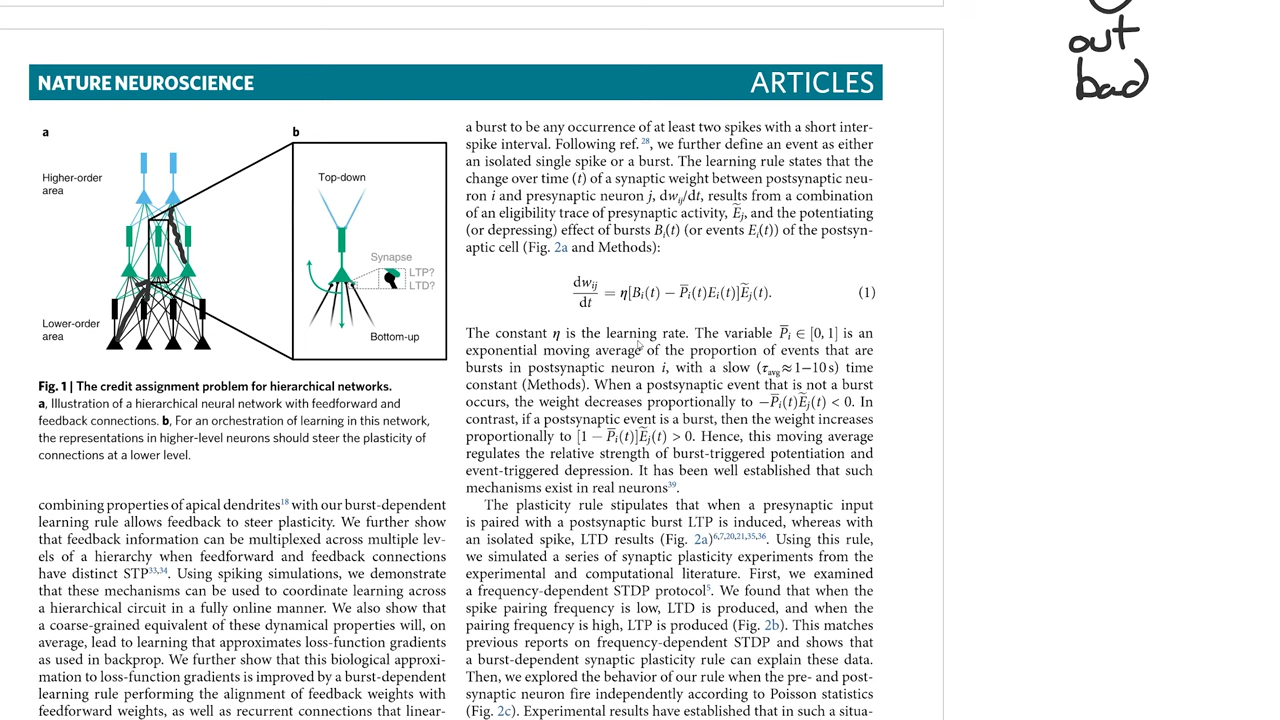 out
bad
NATURE NEUROSCIENCE
ARTICLES
a
b
Higher-order
area
Lower-order
area
Top-down
Synapse
LTP?
LTD?
Bottom-up
Fig. 1 | The credit assignment problem for hierarchical networks.
a, Illustration of a hierarchical neural network with feedforward and
feedback connections. b, For an orchestration of learning in this network,
the representations in higher-level neurons should steer the plasticity of
connections at a lower level.
combining properties of apical dendrites18 with our burst-dependent
learning rule allows feedback to steer plasticity. We further show
that feedback information can be multiplexed across multiple lev-
els of a hierarchy when feedforward and feedback connections
have distinct STP33,34. Using spiking simulations, we demonstrate
that these mechanisms can be used to coordinate learning across
a hierarchical circuit in a fully online manner. We also show that
a coarse-grained equivalent of these dynamical properties will, on
average, lead to learning that approximates loss-function gradients
as used in backprop. We further show that this biological approxi-
mation to loss-function gradients is improved by a burst-dependent
learning rule performing the alignment of feedback weights with
feedforward weights, as well as recurrent connections that linear-
a burst to be any occurrence of at least two spikes with a short inter-
spike interval. Following ref. 28, we further define an event as either
an isolated single spike or a burst. The learning rule states that the
change over time (t) of a synaptic weight between postsynaptic neu-
ron i and presynaptic neuron j, dwij/dt, results from a combination
of an eligibility trace of presynaptic activity, Ẽj, and the potentiating
(or depressing) effect of bursts Bi(t) (or events Ei(t)) of the postsyn-
aptic cell (Fig. 2a and Methods):
dwij/dt = η[Bi(t) − P̅i(t)Ei(t)]Ẽj(t). (1)
The constant η is the learning rate. The variable P̅i ∈ [0, 1] is an
exponential moving average of the proportion of events that are
bursts in postsynaptic neuron i, with a slow (τavg ≈ 1–10 s) time
constant (Methods). When a postsynaptic event that is not a burst
occurs, the weight decreases proportionally to −P̅i(t)Ẽj(t) < 0. In
contrast, if a postsynaptic event is a burst, then the weight increases
proportionally to [1 − P̅i(t)]Ẽj(t) > 0. Hence, this moving average
regulates the relative strength of burst-triggered potentiation and
event-triggered depression. It has been well established that such
mechanisms exist in real neurons39.
The plasticity rule stipulates that when a presynaptic input
is paired with a postsynaptic burst LTP is induced, whereas with
an isolated spike, LTD results (Fig. 2a)6,7,20,21,35,36. Using this rule,
we simulated a series of synaptic plasticity experiments from the
experimental and computational literature. First, we examined
a frequency-dependent STDP protocol5. We found that when the
spike pairing frequency is low, LTD is produced, and when the
pairing frequency is high, LTP is produced (Fig. 2b). This matches
previous reports on frequency-dependent STDP and shows that
a burst-dependent synaptic plasticity rule can explain these data.
Then, we explored the behavior of our rule when the pre- and post-
synaptic neuron fire independently according to Poisson statistics
(Fig. 2c). Experimental results have established that in such a situa-